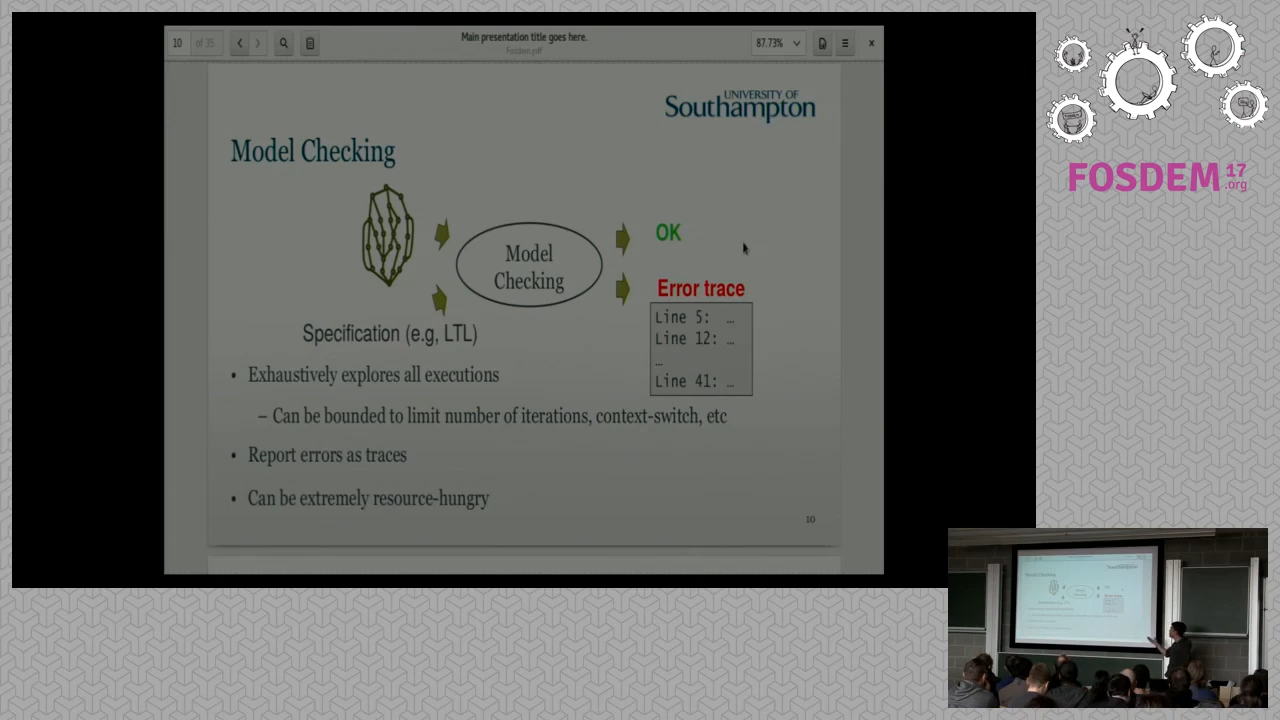 10 of 35
Main presentation title goes here.
Fosdem.pdf
87.73%
UNIVERSITY OF
Southampton
Model Checking
Model
Checking
OK
Error trace
Line 5: …
Line 12: …
…
Line 41: …
Specification (e.g, LTL)
• Exhaustively explores all executions
– Can be bounded to limit number of iterations, context-switch, etc
• Report errors as traces
• Can be extremely resource-hungry
10
FOSDEM 17
.org